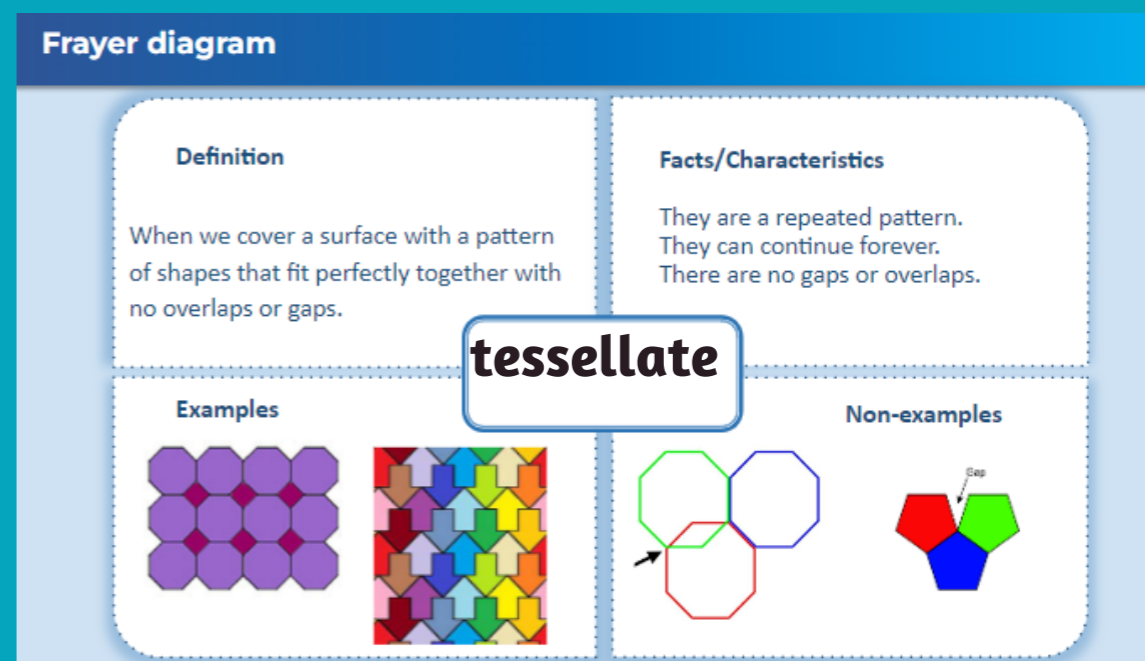 Frayer diagram
Definition
When we cover a surface with a pattern
of shapes that fit perfectly together with
no overlaps or gaps.
Facts/Characteristics
They are a repeated pattern.
They can continue forever.
There are no gaps or overlaps.
tessellate
Examples
Non-examples
Gap